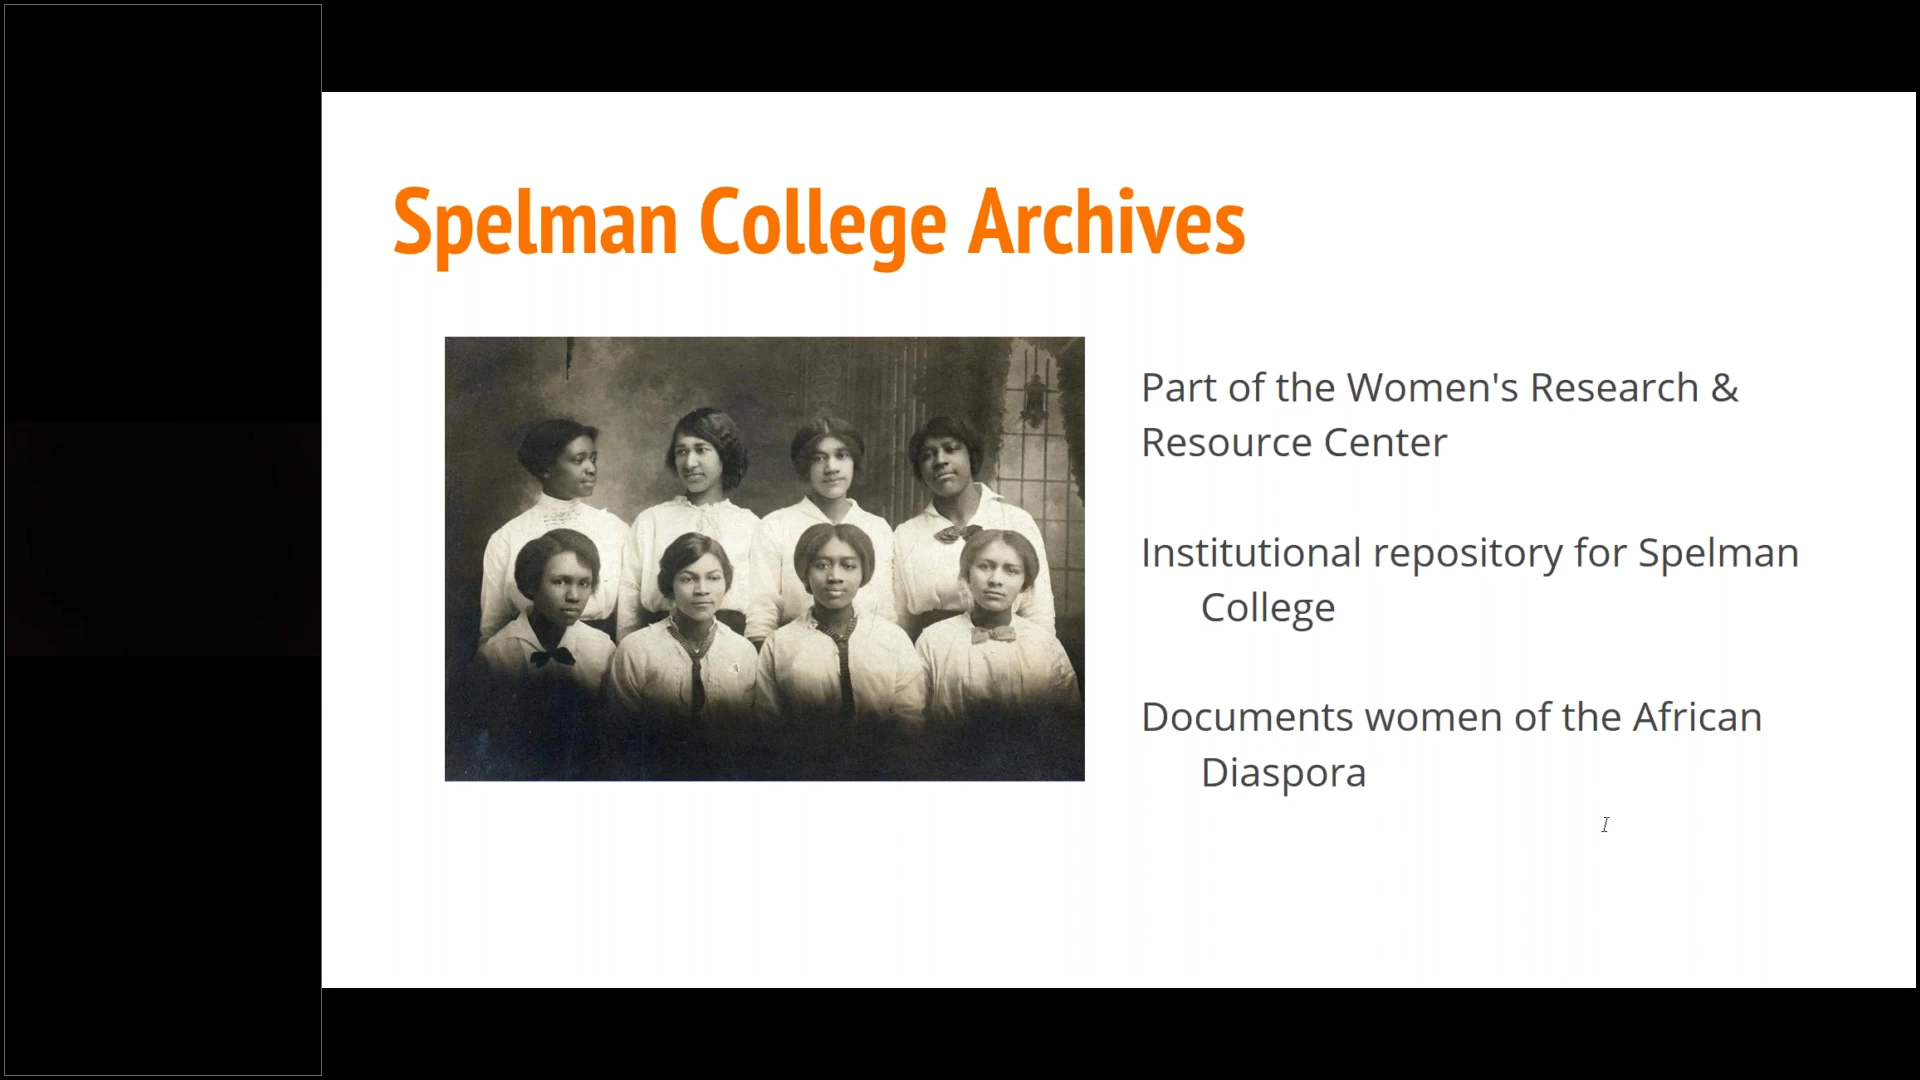 Spelman College Archives
Part of the Women's Research &
Resource Center
Institutional repository for Spelman
College
Documents women of the African
Diaspora